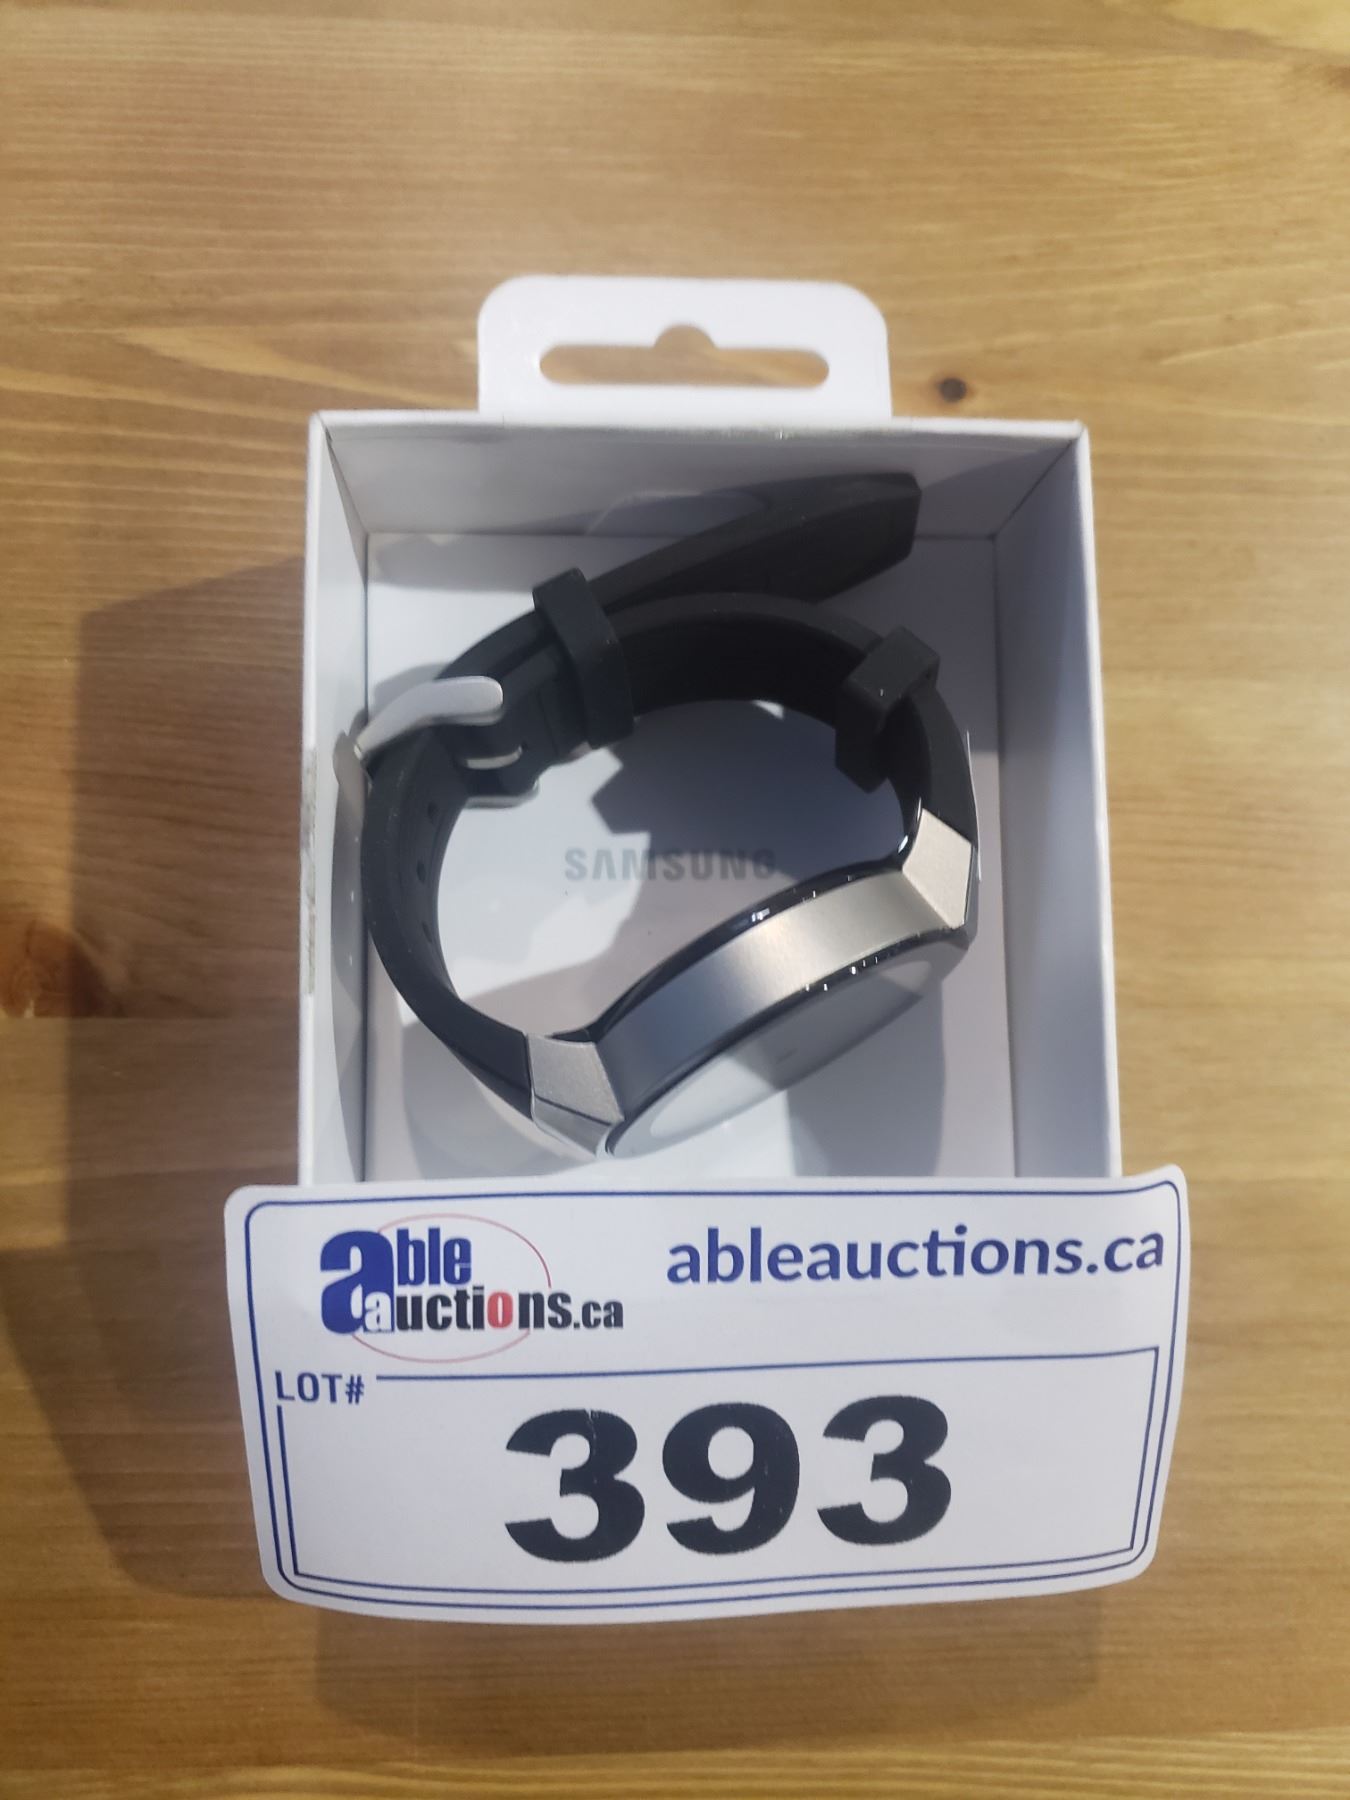 SAMSUNG
able
auctions.ca
ableauctions.ca
LOT#
393